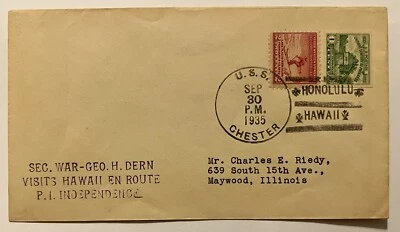 U.S.S.
SEP
30
P.M.
1935
CHESTER
HONOLULU
HAWAII
SEC. WAR-GEO. H. DERN
VISITS HAWAII EN ROUTE
P.I. INDEPENDENCE
Mr. Charles E. Riedy,
639 South 15th Ave.,
Maywood, Illinois